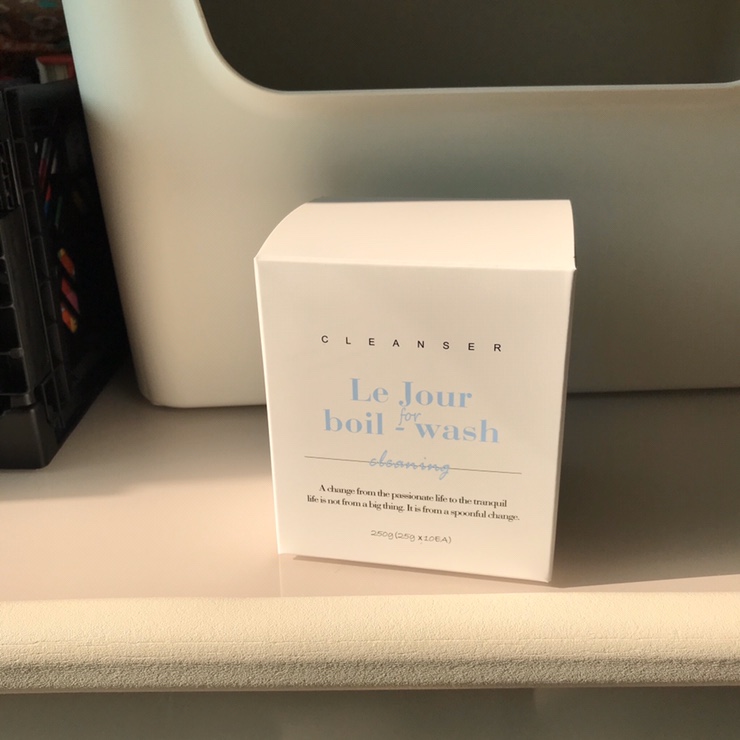 CLEANSER
Le Jour
for
boil - wash
cleaning
A change from the passionate life to the tranquil
life is not from a big thing. It is from a spoonful change.
250g (25g x 10EA)